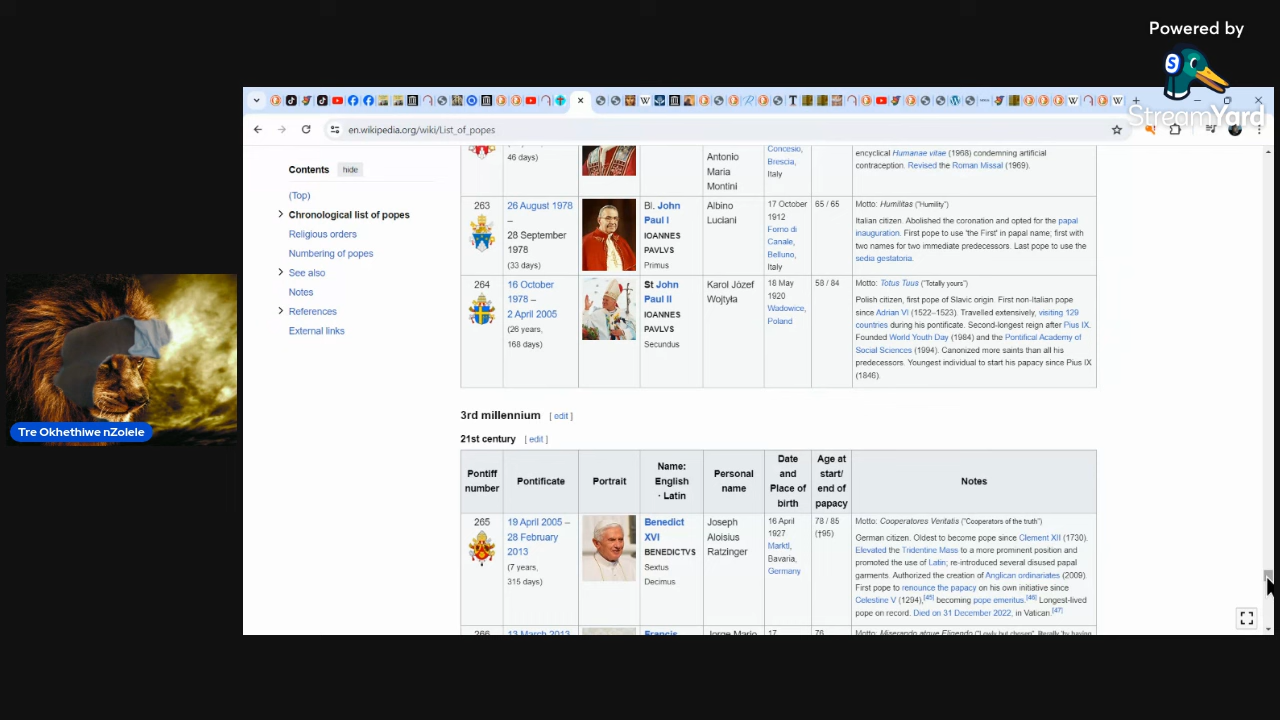 Powered by
S
StreamYard
en.wikipedia.org/wiki/List_of_popes
Contents
hide
(Top)
Chronological list of popes
Religious orders
Numbering of popes
See also
Notes
References
External links
46 days)
Antonio
Maria
Montini
Concesio,
Brescia,
Italy
encyclical Humanae vitae (1968) condemning artificial
contraception. Revised the Roman Missal (1969).
263
26 August 1978
–
28 September
1978
(33 days)
Bl. John
Paul I
IOANNES
PAVLVS
Primus
Albino
Luciani
17 October
1912
Forno di
Canale,
Belluno,
Italy
65 / 65
Motto: Humilitas ("Humility")
Italian citizen. Abolished the coronation and opted for the papal
inauguration. First pope to use 'the First' in papal name; first with
two names for two immediate predecessors. Last pope to use the
sedia gestatoria.
264
16 October
1978 –
2 April 2005
(26 years,
168 days)
St John
Paul II
IOANNES
PAVLVS
Secundus
Karol Józef
Wojtyła
18 May
1920
Wadowice,
Poland
58 / 84
Motto: Totus Tuus ("Totally yours")
Polish citizen, first pope of Slavic origin. First non-Italian pope
since Adrian VI (1522–1523). Travelled extensively, visiting 129
countries during his pontificate. Second-longest reign after Pius IX.
Founded World Youth Day (1984) and the Pontifical Academy of
Social Sciences (1994). Canonized more saints than all his
predecessors. Youngest individual to start his papacy since Pius IX
(1846).
3rd millennium [ edit ]
21st century [ edit ]
Pontiff
number
Pontificate
Portrait
Name:
English
· Latin
Personal
name
Date
and
Place of
birth
Age at
start/
end of
papacy
Notes
265
19 April 2005 –
28 February
2013
(7 years,
315 days)
Benedict
XVI
BENEDICTVS
Sextus
Decimus
Joseph
Aloisius
Ratzinger
16 April
1927
Marktl,
Bavaria,
Germany
78 / 85
(†95)
Motto: Cooperatores Veritatis ("Cooperators of the truth")
German citizen. Oldest to become pope since Clement XII (1730).
Elevated the Tridentine Mass to a more prominent position and
promoted the use of Latin; re-introduced several disused papal
garments. Authorized the creation of Anglican ordinariates (2009).
First pope to renounce the papacy on his own initiative since
Celestine V (1294),[45] becoming pope emeritus.[46] Longest-lived
pope on record. Died on 31 December 2022, in Vatican.[47]
266
13 March 2013
Francis
Jorge Mario
17
76
Tre Okhethiwe nZolele